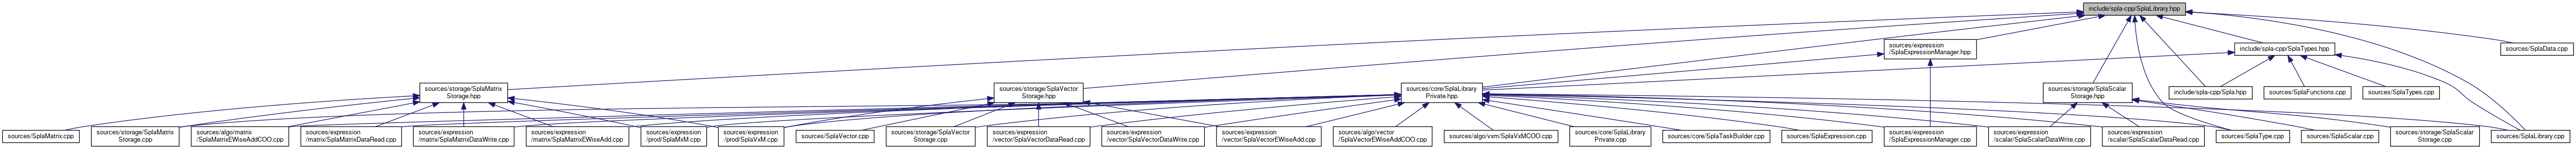 include/spla-cpp/SplaLibrary.hpp
sources/expression
/SplaExpressionManager.hpp
include/spla-cpp/SplaTypes.hpp
sources/SplaData.cpp
sources/storage/SplaMatrix
Storage.hpp
sources/storage/SplaVector
Storage.hpp
sources/core/SplaLibrary
Private.hpp
sources/storage/SplaScalar
Storage.hpp
include/spla-cpp/Spla.hpp
sources/SplaFunctions.cpp
sources/SplaTypes.cpp
sources/SplaMatrix.cpp
sources/storage/SplaMatrix
Storage.cpp
sources/algo/matrix
/SplaMatrixEWiseAddCOO.cpp
sources/expression
/matrix/SplaMatrixDataRead.cpp
sources/expression
/matrix/SplaMatrixDataWrite.cpp
sources/expression
/matrix/SplaMatrixEWiseAdd.cpp
sources/expression
/prod/SplaMxM.cpp
sources/expression
/prod/SplaVxM.cpp
sources/SplaVector.cpp
sources/storage/SplaVector
Storage.cpp
sources/expression
/vector/SplaVectorDataRead.cpp
sources/expression
/vector/SplaVectorDataWrite.cpp
sources/expression
/vector/SplaVectorEWiseAdd.cpp
sources/algo/vector
/SplaVectorEWiseAddCOO.cpp
sources/algo/vxm/SplaVxMCOO.cpp
sources/core/SplaLibrary
Private.cpp
sources/core/SplaTaskBuilder.cpp
sources/SplaExpression.cpp
sources/expression
/SplaExpressionManager.cpp
sources/expression
/scalar/SplaScalarDataWrite.cpp
sources/expression
/scalar/SplaScalarDataRead.cpp
sources/SplaType.cpp
sources/SplaScalar.cpp
sources/storage/SplaScalar
Storage.cpp
sources/SplaLibrary.cpp